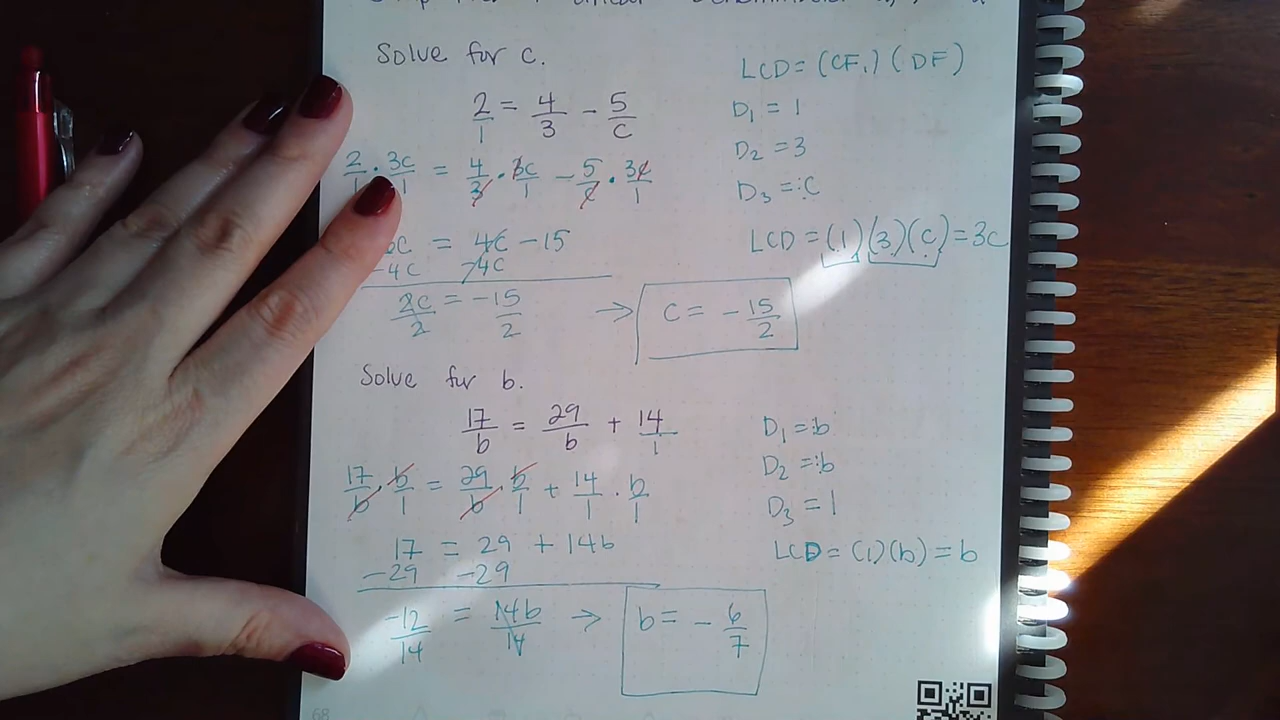 Solve for c.
2/1 = 4/3 - 5/c
2/1 · 3c/1 = 4/3 · 3c/1 - 5/c · 3c/1
6c = 4c - 15
-4c -4c
2c/2 = -15/2 → c = -15/2
LCD = (CF,) (DF)
D₁ = 1
D₂ = 3
D₃ = :c
LCD = (1)(3)(c) = 3c
Solve for b.
17/b = 29/b + 14/1
17/b · b/1 = 29/b · b/1 + 14/1 · b/1
17 = 29 + 14b
-29 -29
-12/14 = 14b/14 → b = -6/7
D₁ = :b
D₂ = :b
D₃ = 1
LCD = (1)(b) = b
68